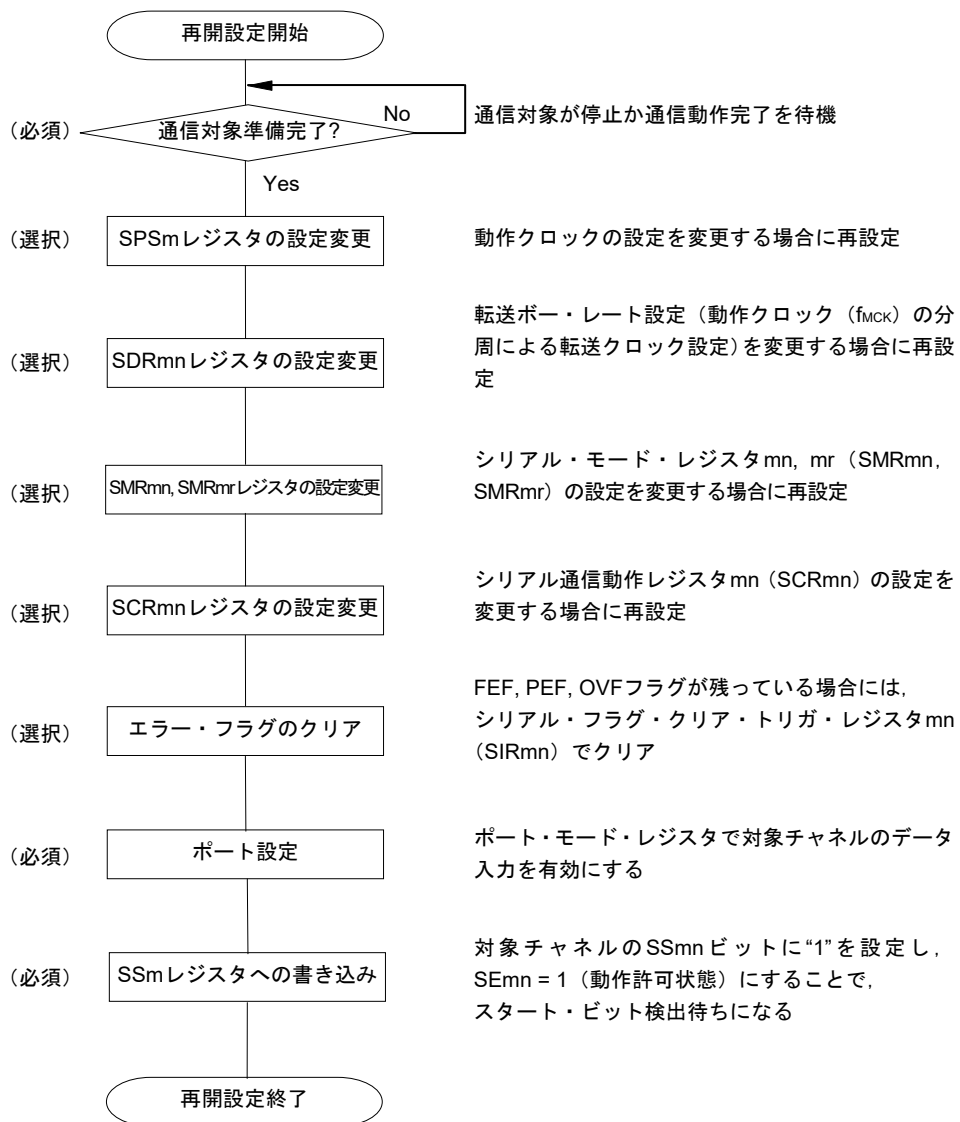 再開設定開始
（必須）
通信対象準備完了?
No
通信対象が停止か通信動作完了を待機
Yes
（選択）
SPSmレジスタの設定変更
動作クロックの設定を変更する場合に再設定
（選択）
SDRmnレジスタの設定変更
転送ボー・レート設定（動作クロック（fMCK）の分
周による転送クロック設定）を変更する場合に再設
定
（選択）
SMRmn, SMRmrレジスタの設定変更
シリアル・モード・レジスタmn, mr（SMRmn,
SMRmr）の設定を変更する場合に再設定
（選択）
SCRmnレジスタの設定変更
シリアル通信動作レジスタmn（SCRmn）の設定を
変更する場合に再設定
（選択）
エラー・フラグのクリア
FEF, PEF, OVFフラグが残っている場合には,
シリアル・フラグ・クリア・トリガ・レジスタmn
（SIRmn）でクリア
（必須）
ポート設定
ポート・モード・レジスタで対象チャネルのデータ
入力を有効にする
（必須）
SSmレジスタへの書き込み
対象チャネルのSSmnビットに“1”を設定し,
SEmn = 1（動作許可状態）にすることで,
スタート・ビット検出待ちになる
再開設定終了